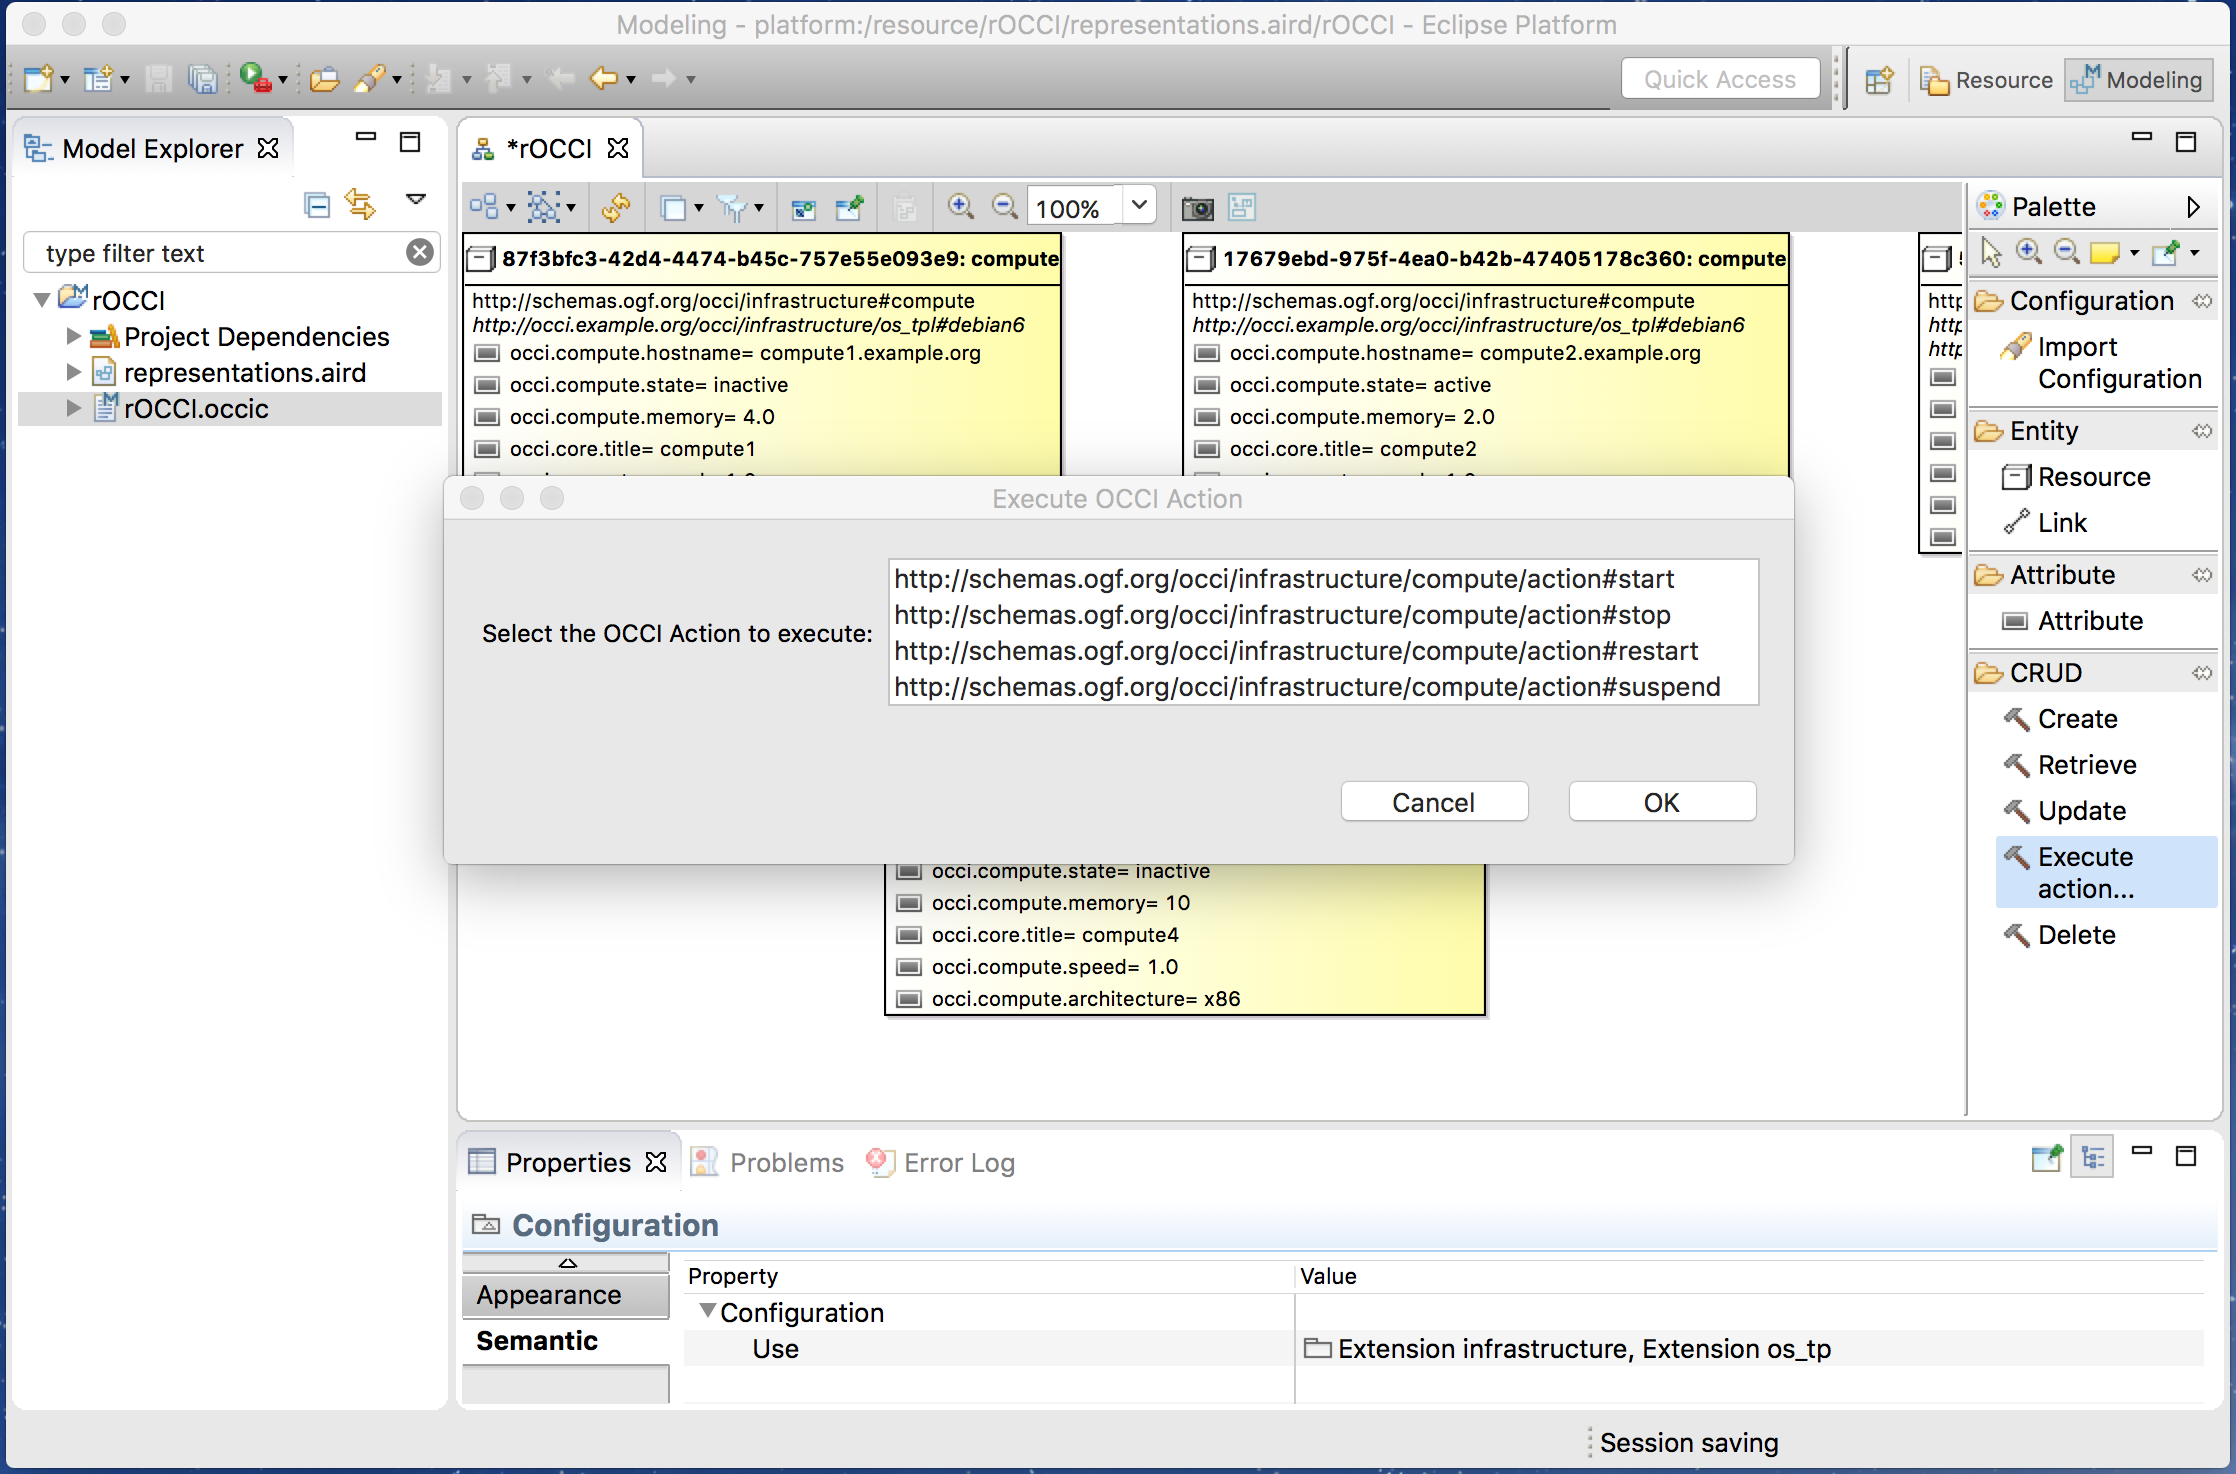 Modeling - platform:/resource/rOCCI/representations.aird/rOCCI - Eclipse Platform
Quick Access
Resource
Modeling
Model Explorer
type filter text
rOCCI
Project Dependencies
representations.aird
rOCCI.occic
*rOCCI
100%
87f3bfc3-42d4-4474-b45c-757e55e093e9: compute
http://schemas.ogf.org/occi/infrastructure#compute
http://occi.example.org/occi/infrastructure/os_tpl#debian6
occi.compute.hostname= compute1.example.org
occi.compute.state= inactive
occi.compute.memory= 4.0
occi.core.title= compute1
17679ebd-975f-4ea0-b42b-47405178c360: compute
http://schemas.ogf.org/occi/infrastructure#compute
http://occi.example.org/occi/infrastructure/os_tpl#debian6
occi.compute.hostname= compute2.example.org
occi.compute.state= active
occi.compute.memory= 2.0
occi.core.title= compute2
http
http
http
Execute OCCI Action
Select the OCCI Action to execute:
http://schemas.ogf.org/occi/infrastructure/compute/action#start
http://schemas.ogf.org/occi/infrastructure/compute/action#stop
http://schemas.ogf.org/occi/infrastructure/compute/action#restart
http://schemas.ogf.org/occi/infrastructure/compute/action#suspend
Cancel
OK
occi.compute.state= inactive
occi.compute.memory= 10
occi.core.title= compute4
occi.compute.speed= 1.0
occi.compute.architecture= x86
Palette
Configuration
Import
Configuration
Entity
Resource
Link
Attribute
Attribute
CRUD
Create
Retrieve
Update
Execute
action...
Delete
Properties
Problems
Error Log
Configuration
Appearance
Semantic
Property
Value
Configuration
Use
Extension infrastructure, Extension os_tp
Session saving